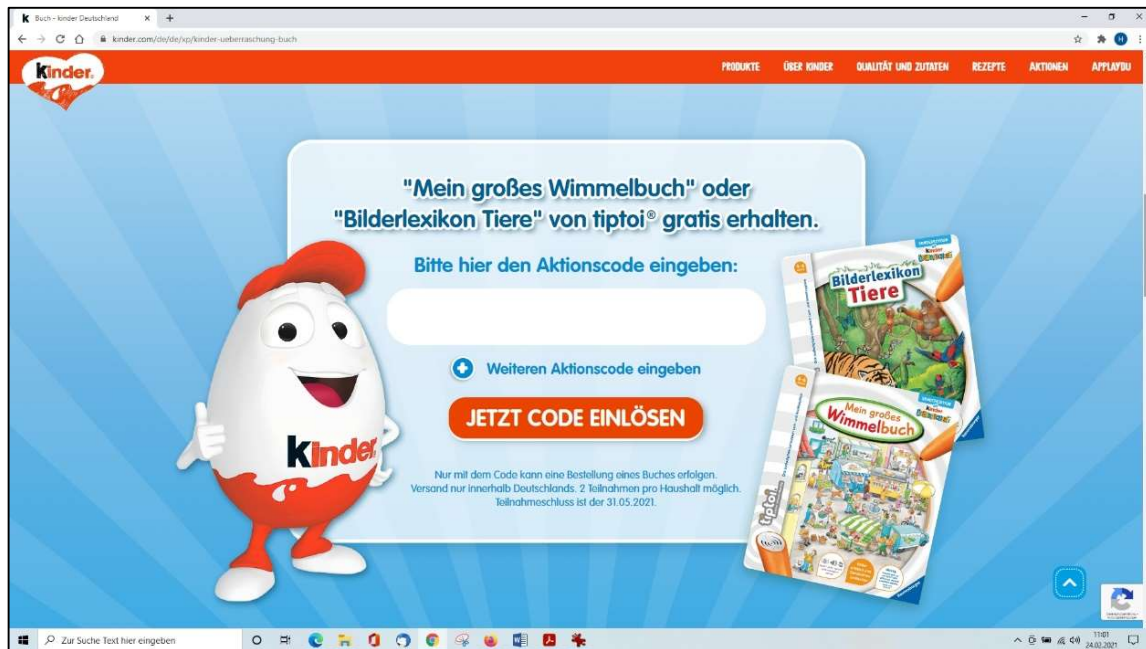 Buch - kinder Deutschland
kinder.com/de/de/xp/kinder-ueberraschung-buch
H
kinder
PRODUKTE ÜBER KINDER QUALITÄT UND ZUTATEN REZEPTE AKTIONEN APPLAYDU
"Mein großes Wimmelbuch" oder
"Bilderlexikon Tiere" von tiptoi® gratis erhalten.
Bitte hier den Aktionscode eingeben:
Weiteren Aktionscode eingeben
JETZT CODE EINLÖSEN
Nur mit dem Code kann eine Bestellung eines Buches erfolgen.
Versand nur innerhalb Deutschlands. 2 Teilnahmen pro Haushalt möglich.
Teilnahmeschluss ist der 31.05.2021.
Kinder
Bilderlexikon
Tiere
Mein großes
Wimmelbuch
tiptoi
Zur Suche Text hier eingeben
11:01
24.02.2021